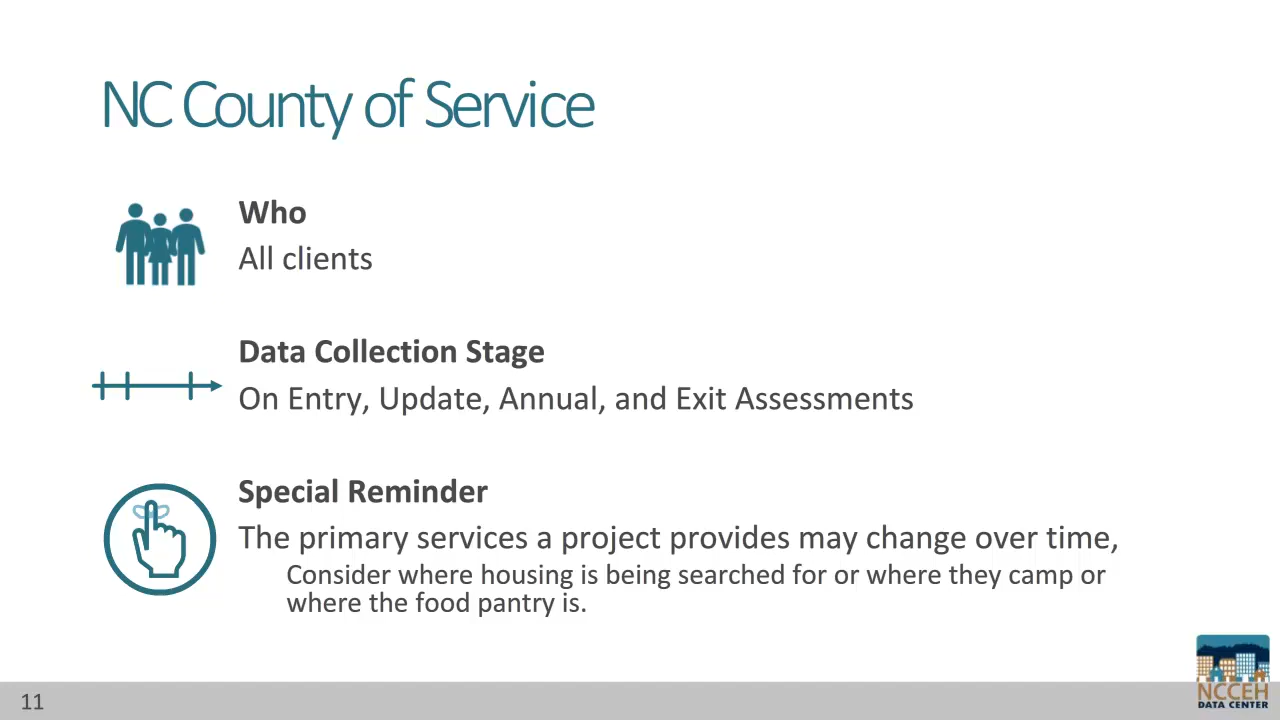 NC County of Service
Who
All clients
Data Collection Stage
On Entry, Update, Annual, and Exit Assessments
Special Reminder
The primary services a project provides may change over time,
Consider where housing is being searched for or where they camp or
where the food pantry is.
11
NCCEH
DATA CENTER